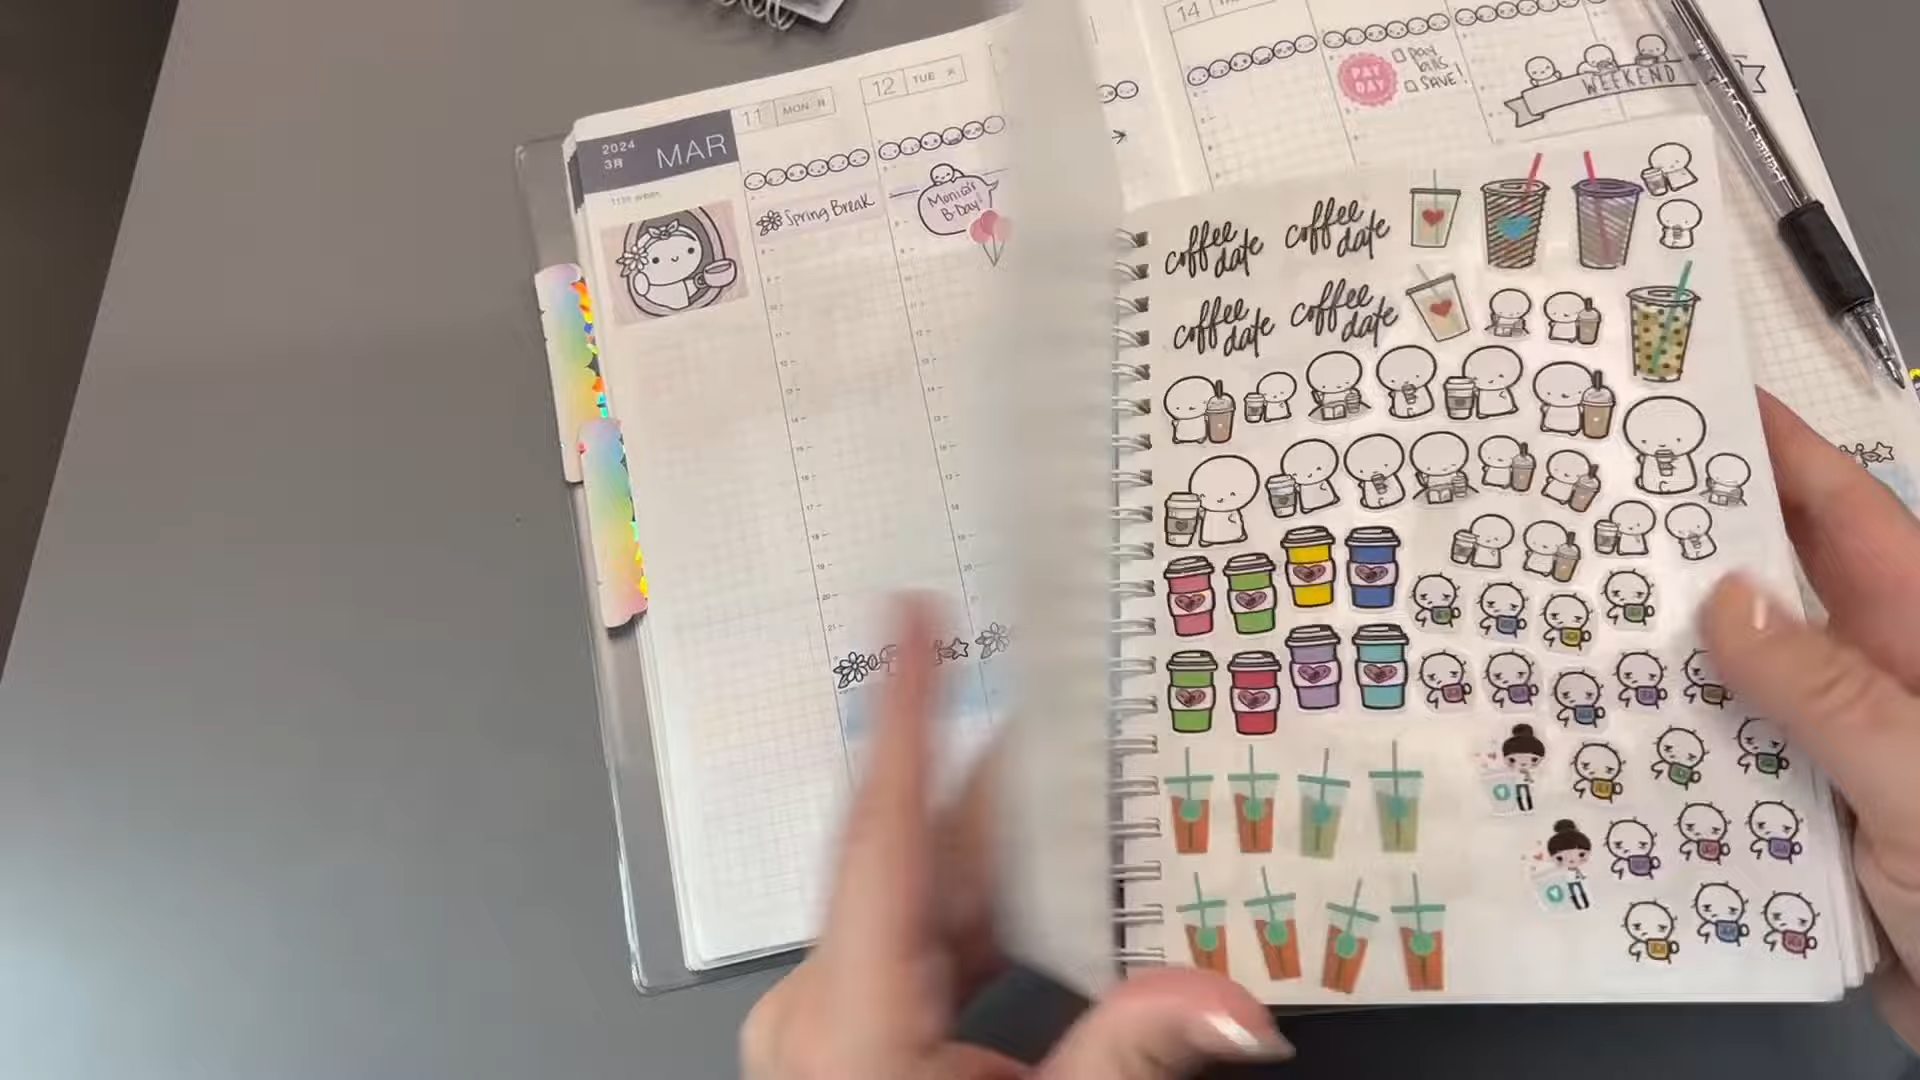 2024
3月
MAR
11
MON
12
TUE
火
14
Spring Break
Monica's
B-Day!
PAY
DAY
PAY
bills
SAVE!
WEEKEND
coffee
date
coffee
date
coffee
date
coffee
date